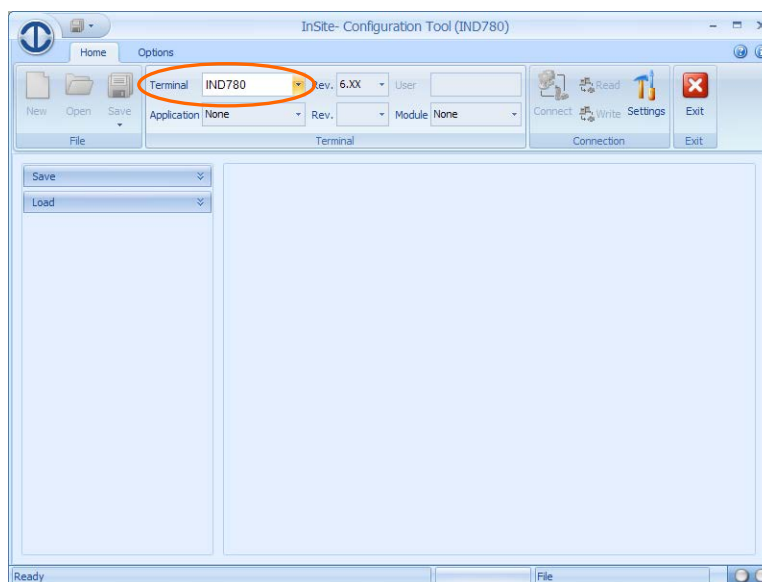 InSite- Configuration Tool (IND780)
Home Options
Terminal IND780 Rev. 6.XX User
New Open Save Connect Read Write Settings Exit
Application None Rev. Module None
File Terminal Connection Exit
Save
Load
Ready File